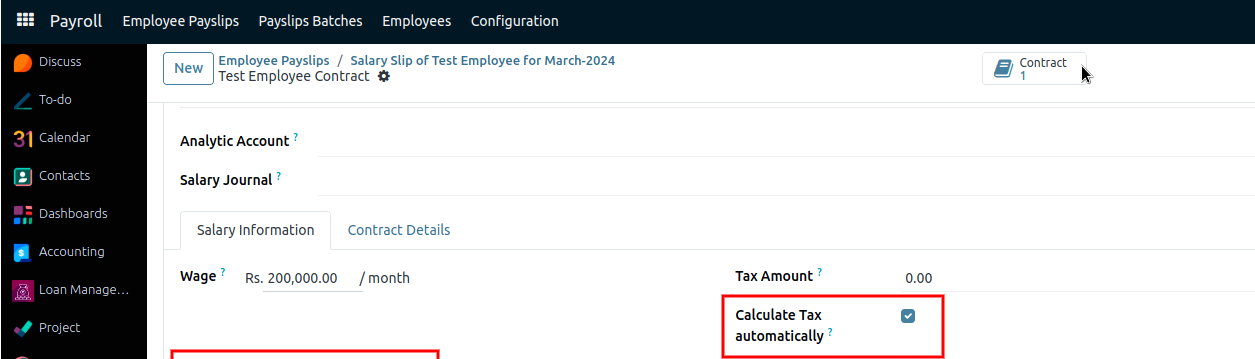 Payroll Employee Payslips Payslips Batches Employees Configuration
Discuss
To-do
31 Calendar
Contacts
Dashboards
$ Accounting
Loan Manage...
Project
New
Employee Payslips / Salary Slip of Test Employee for March-2024
Test Employee Contract
Contract
1
Analytic Account ?
Salary Journal ?
Salary Information Contract Details
Wage ? Rs. 200,000.00 / month
Tax Amount ? 0.00
Calculate Tax
automatically ?